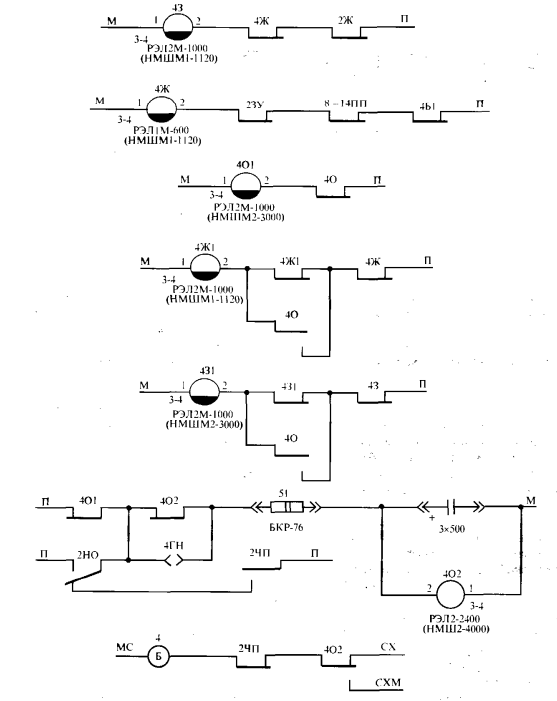 4З
М 1 2 4Ж 2Ж П
3-4
РЭЛ2М-1000
(НМШМ1-1120)
4Ж
М 1 2 2ЗУ 8–14ПП 4Б1 П
3-4
РЭЛ1М-600
(НМШМ1-1120)
4О1
М 1 2 4О П
3-4
РЭЛ2М-1000
(НМШМ2-3000)
4Ж1
М 1 2 4Ж1 4Ж П
3-4
РЭЛ2М-1000
(НМШМ1-1120)
4О
4З1
М 1 2 4З1 4З П
3-4
РЭЛ2М-1000
(НМШМ2-3000)
4О
П 4О1 4О2 51 М
БКР-76
+ 3×500
П 2НО 4ГН 2ЧП П
4О2
2 1
3-4
РЭЛ2-2400
(НМШ2-4000)
4
МС Б 2ЧП 4О2 СХ
СХМ